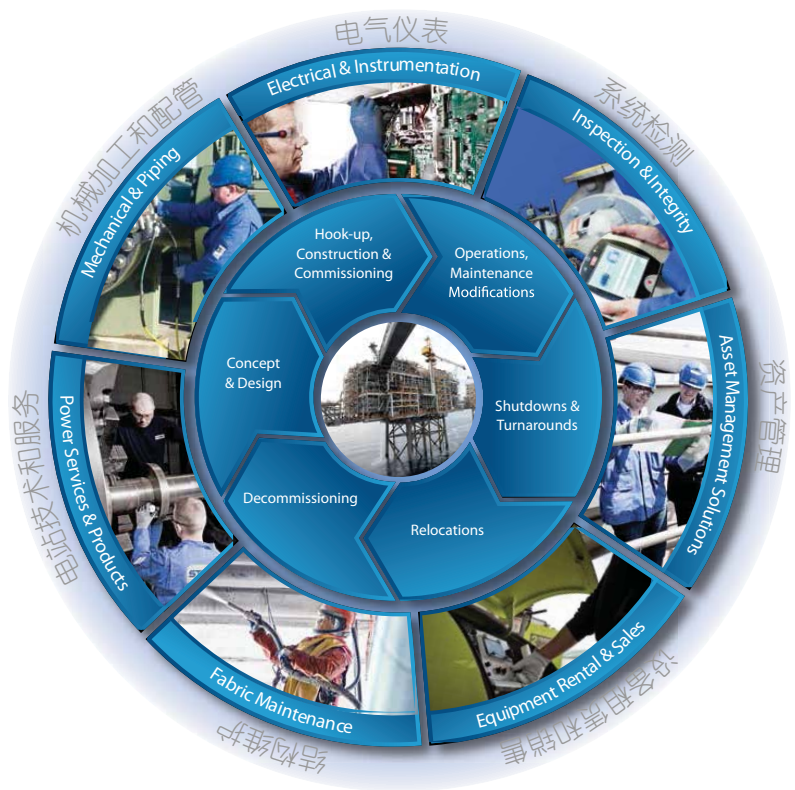 电气仪表
Electrical & Instrumentation
系统检测
Inspection & Integrity
资产管理
Asset Management Solutions
设备租赁和销售
Equipment Rental & Sales
结构维护
Fabric Maintenance
电站技术和服务
Power Services & Products
机械加工和配管
Mechanical & Piping
Hook-up,
Construction &
Commissioning
Operations,
Maintenance
Modifications
Shutdowns &
Turnarounds
Relocations
Decommissioning
Concept
& Design